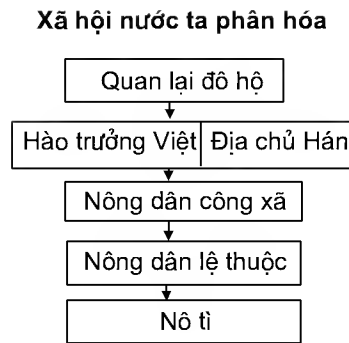 Xã hội nước ta phân hóa
Quan lại đô hộ
Hào trưởng Việt Địa chủ Hán
Nông dân công xã
Nông dân lệ thuộc
Nô tì